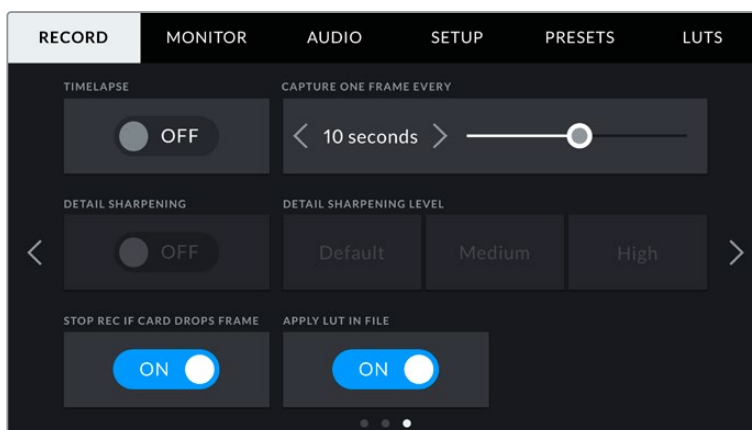 RECORD MONITOR AUDIO SETUP PRESETS LUTS
TIMELAPSE CAPTURE ONE FRAME EVERY
OFF 10 seconds
DETAIL SHARPENING DETAIL SHARPENING LEVEL
OFF Default Medium High
STOP REC IF CARD DROPS FRAME APPLY LUT IN FILE
ON ON